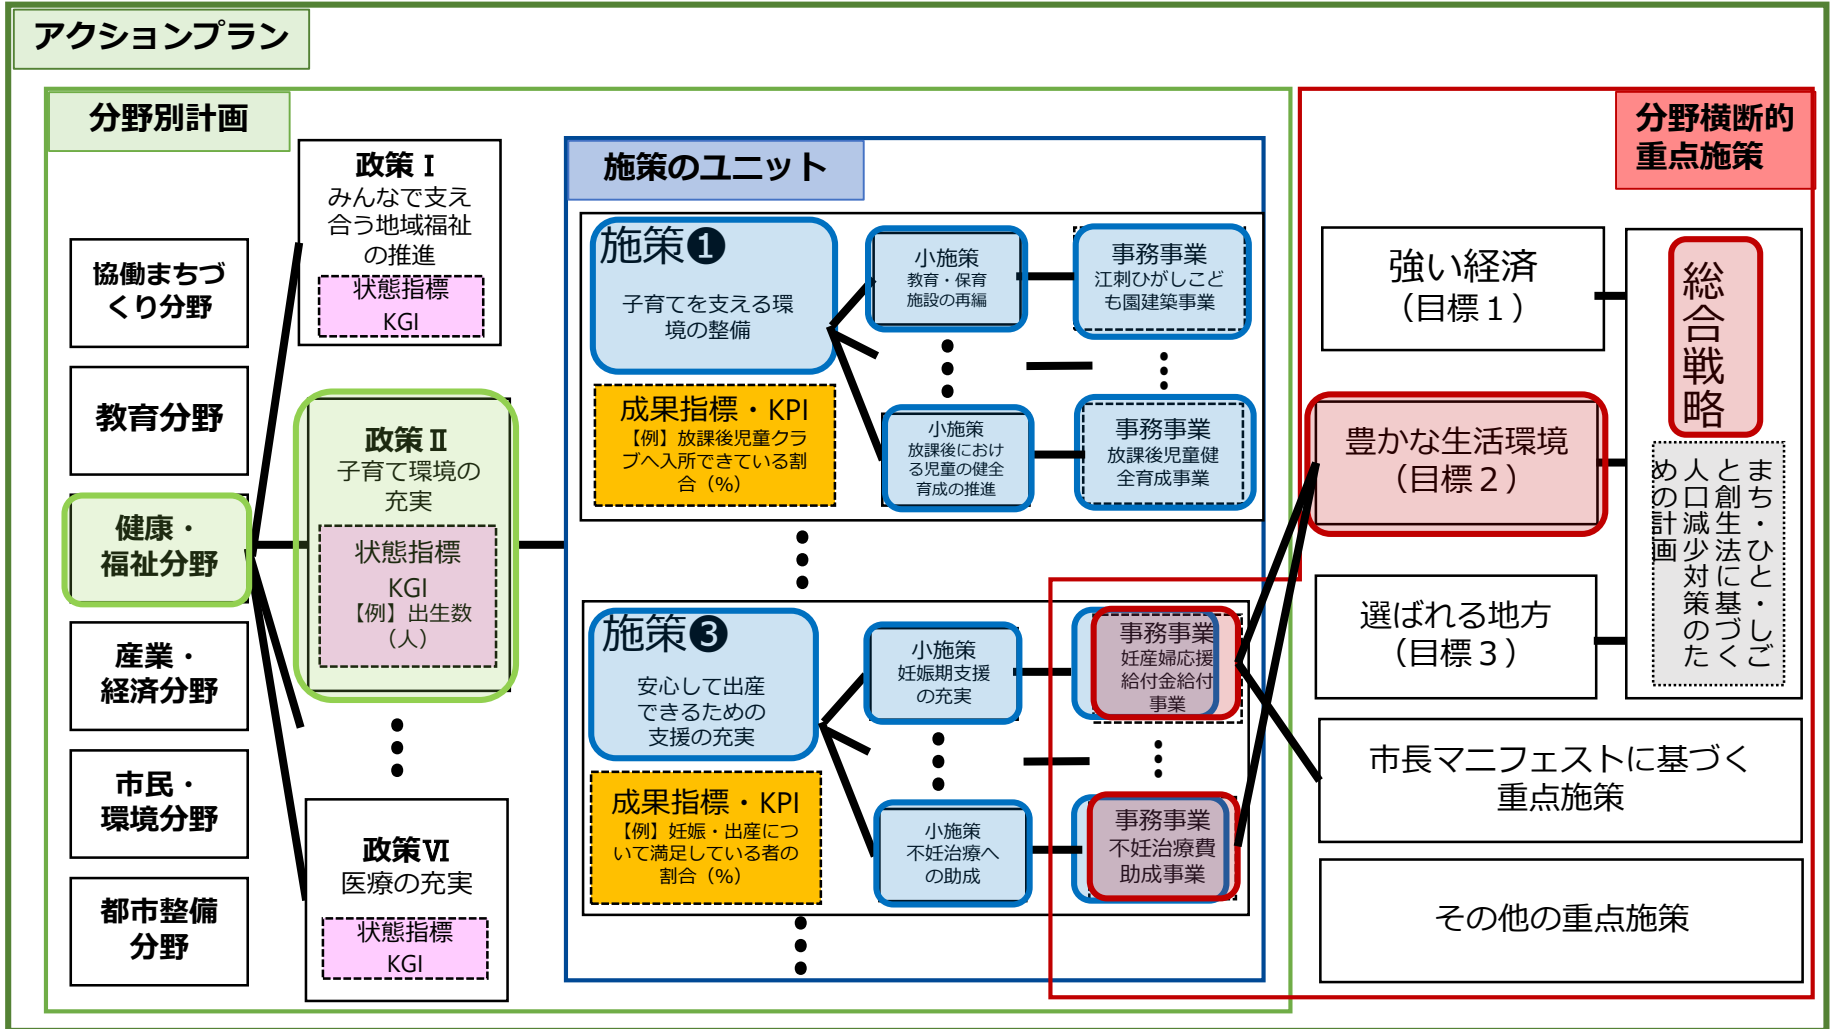 アクションプラン
分野別計画
協働まちづ
くり分野
教育分野
健康・
福祉分野
産業・
経済分野
市民・
環境分野
都市整備
分野
政策Ⅰ
みんなで支え
合う地域福祉
の推進
状態指標
KGI
政策Ⅱ
子育て環境の
充実
状態指標
KGI
【例】出生数
（人）
政策Ⅵ
医療の充実
状態指標
KGI
施策のユニット
施策❶
子育てを支える環
境の整備
成果指標・KPI
【例】放課後児童クラ
ブへ入所できている割
合（%）
小施策
教育・保育
施設の再編
事務事業
江刺ひがしこど
も園建築事業
小施策
放課後におけ
る児童の健全
育成の推進
事務事業
放課後児童健
全育成事業
施策❸
安心して出産
できるための
支援の充実
成果指標・KPI
【例】妊娠・出産につ
いて満足している者の
割合（%）
小施策
妊娠期支援
の充実
事務事業
妊産婦応援
給付金給付
事業
小施策
不妊治療へ
の助成
事務事業
不妊治療費
助成事業
分野横断的
重点施策
強い経済
（目標１）
豊かな生活環境
（目標２）
選ばれる地方
（目標３）
総合戦略
まち・ひと・しご
と創生法に基づく
人口減少対策のた
めの計画
市長マニフェストに基づく
重点施策
その他の重点施策